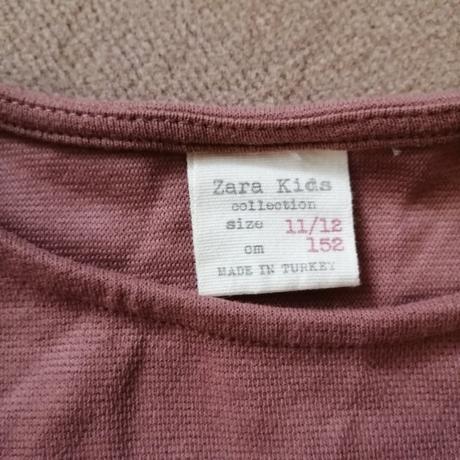 Zara Kids
collection
size 11/12
cm 152
MADE IN TURKEY